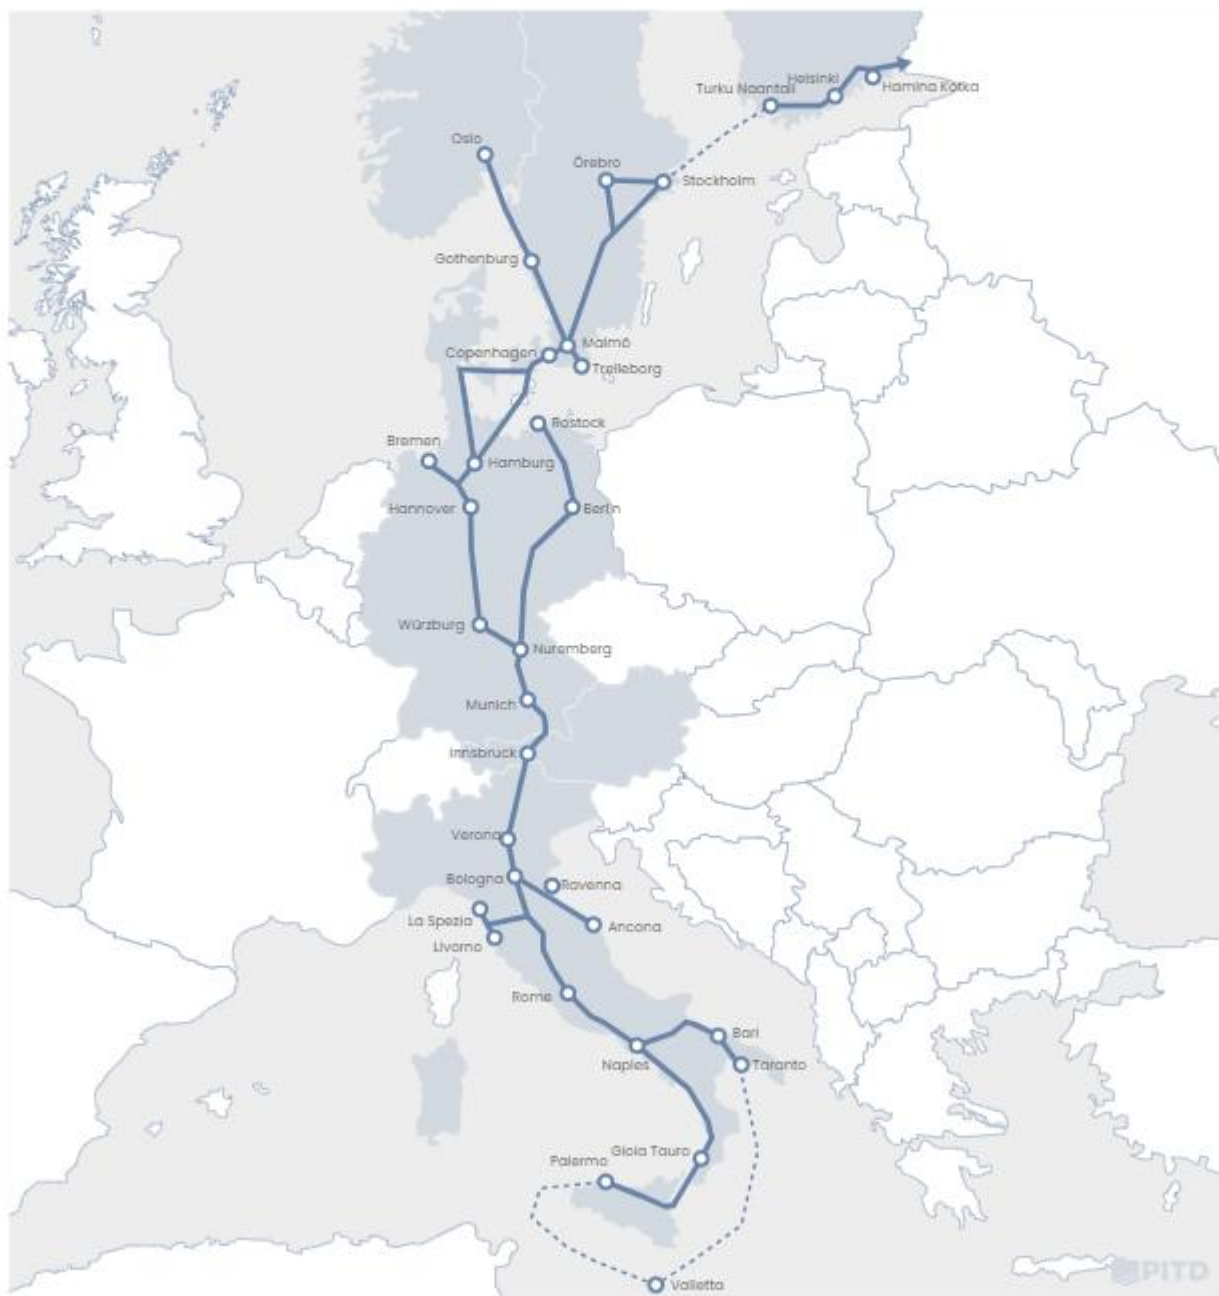 Helsinki
Turku Naantali
Hamina Kotka
Oslo
Örebro
Stockholm
Gothenburg
Malmö
Copenhagen
Trelleborg
Rostock
Bremen
Hamburg
Hannover
Berlin
Würzburg
Nuremberg
Munich
Innsbruck
Verona
Bologna
Ravenna
La Spezia
Ancona
Livorno
Rome
Bari
Naples
Taranto
Gioia Tauro
Palermo
Valletta
PITD